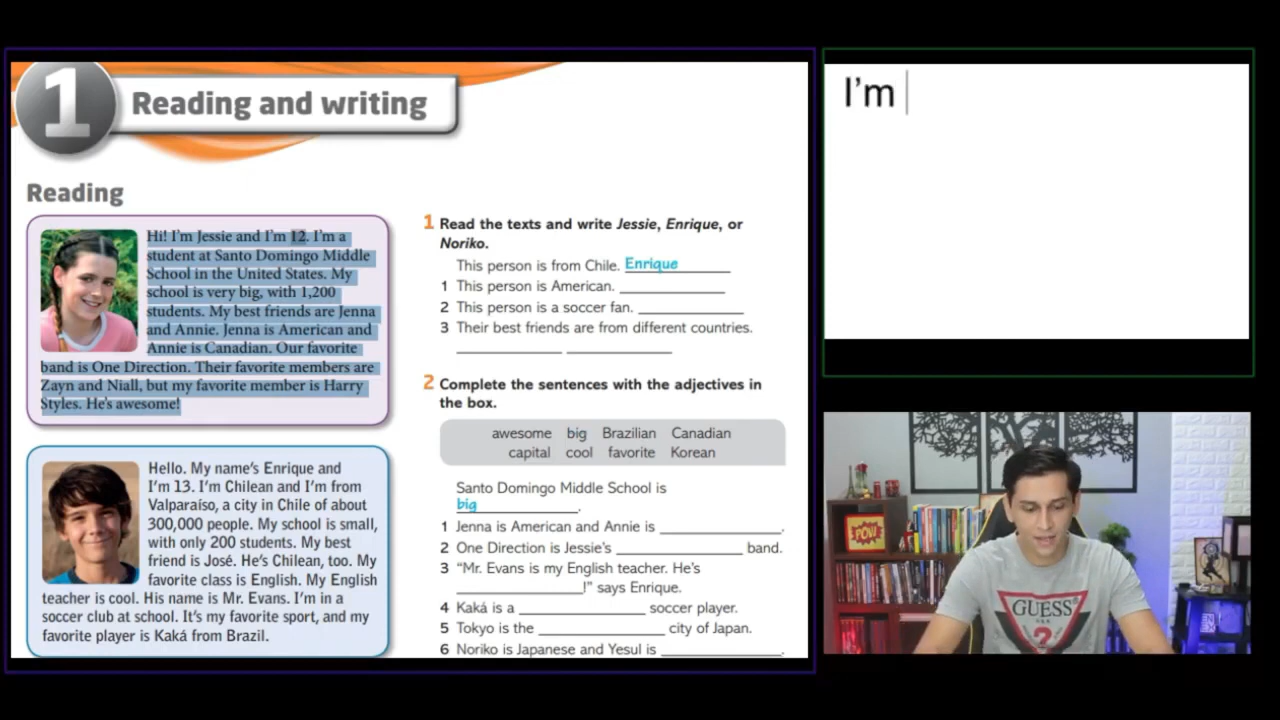 1
Reading and writing
Reading
Hi! I'm Jessie and I'm 12. I'm a
student at Santo Domingo Middle
School in the United States. My
school is very big, with 1,200
students. My best friends are Jenna
and Annie. Jenna is American and
Annie is Canadian. Our favorite
band is One Direction. Their favorite members are
Zayn and Niall, but my favorite member is Harry
Styles. He's awesome!
Hello. My name's Enrique and
I'm 13. I'm Chilean and I'm from
Valparaíso, a city in Chile of about
300,000 people. My school is small,
with only 200 students. My best
friend is José. He's Chilean, too. My
favorite class is English. My English
teacher is cool. His name is Mr. Evans. I'm in a
soccer club at school. It's my favorite sport, and my
favorite player is Kaká from Brazil.
1 Read the texts and write Jessie, Enrique, or
Noriko.
This person is from Chile. Enrique
1 This person is American. ____________
2 This person is a soccer fan. ____________
3 Their best friends are from different countries.
____________ ____________
2 Complete the sentences with the adjectives in
the box.
awesome big Brazilian Canadian
capital cool favorite Korean
Santo Domingo Middle School is
big____________.
1 Jenna is American and Annie is ____________.
2 One Direction is Jessie's ____________ band.
3 “Mr. Evans is my English teacher. He's
____________!” says Enrique.
4 Kaká is a ____________ soccer player.
5 Tokyo is the ____________ city of Japan.
6 Noriko is Japanese and Yesul is ____________.
I'm
POW!
GUESS
?